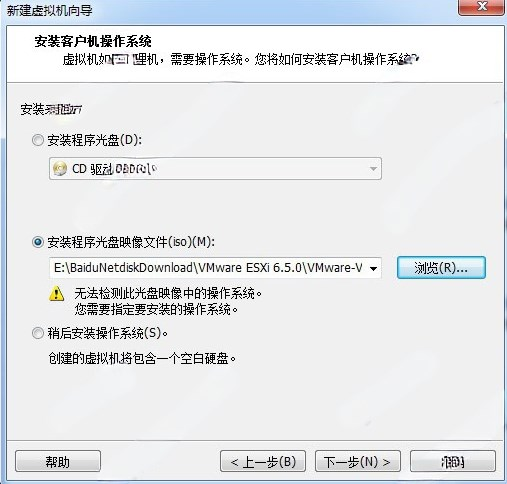 新建虚拟机向导
安装客户机操作系统
虚拟机如 理机，需要操作系统。您将如何安装客户机操作系统?
安装
安装程序光盘(D):
CD 驱动
安装程序光盘映像文件(iso)(M):
E:\BaiduNetdiskDownload\VMware ESXi 6.5.0\VMware-V
浏览(R)...
无法检测此光盘映像中的操作系统。
您需要指定要安装的操作系统。
稍后安装操作系统(S)。
创建的虚拟机将包含一个空白硬盘。
帮助
< 上一步(B)
下一步(N) >